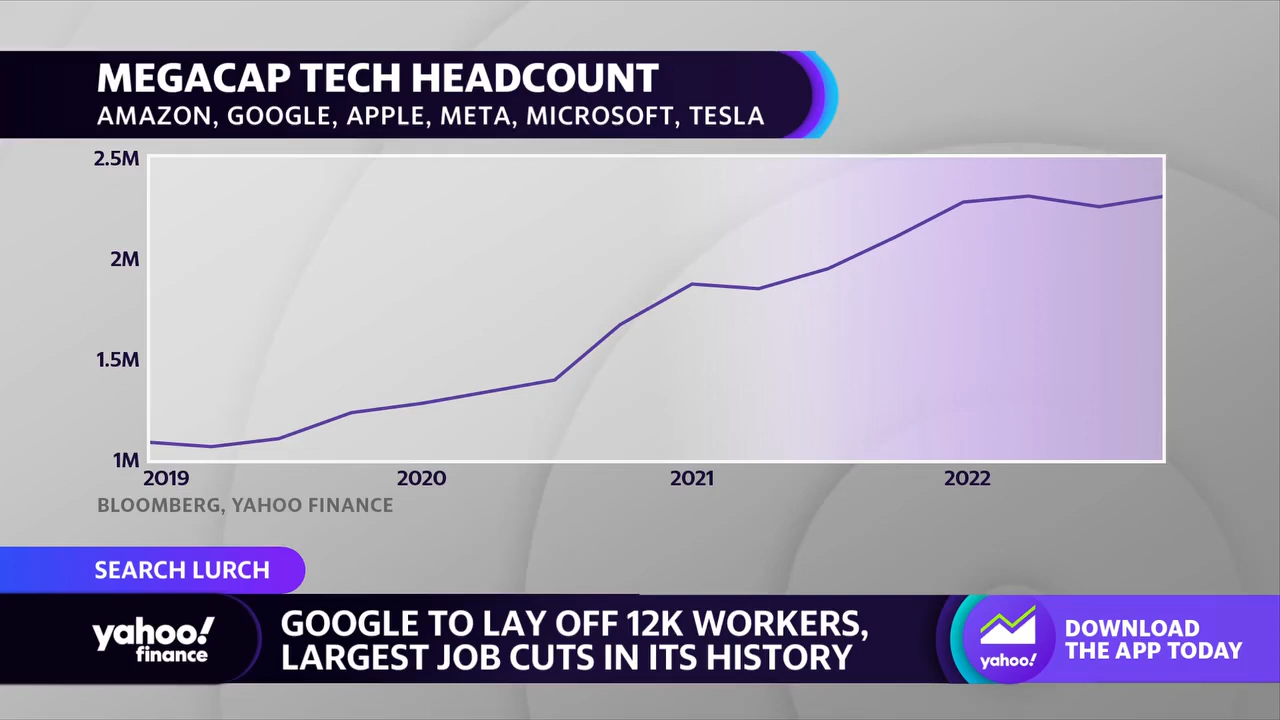 MEGACAP TECH HEADCOUNT
AMAZON, GOOGLE, APPLE, META, MICROSOFT, TESLA
2.5M
2M
1.5M
1M
2019 2020 2021 2022
BLOOMBERG, YAHOO FINANCE
SEARCH LURCH
yahoo!
finance
GOOGLE TO LAY OFF 12K WORKERS,
LARGEST JOB CUTS IN ITS HISTORY
yahoo!
DOWNLOAD
THE APP TODAY